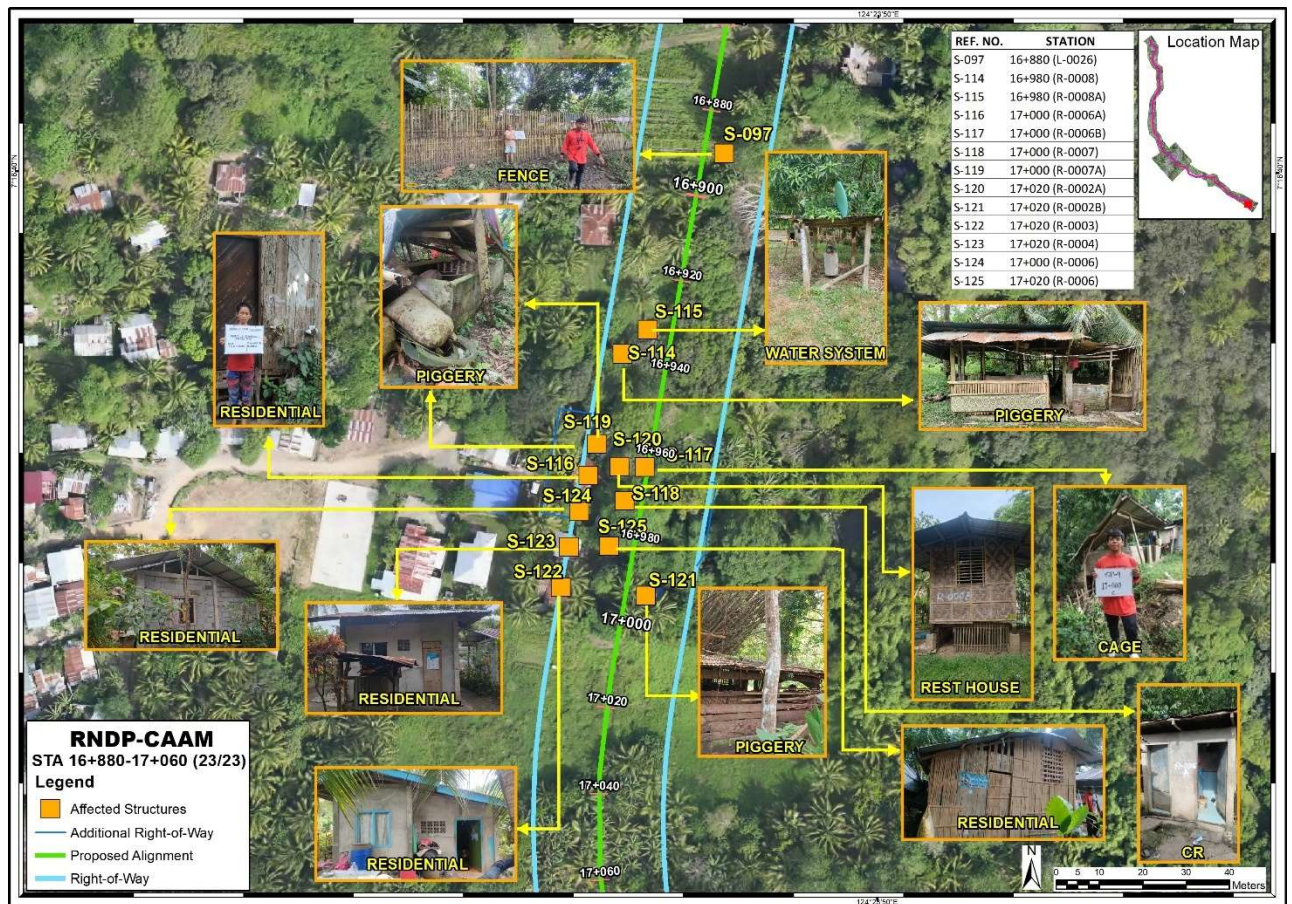 124°23'50"E
REF. NO. STATION
S-097 16+880 (L-0026)
S-114 16+980 (R-0008)
S-115 16+980 (R-0008A)
S-116 17+000 (R-0006A)
S-117 17+000 (R-0006B)
S-118 17+000 (R-0007)
S-119 17+000 (R-0007A)
S-120 17+020 (R-0002A)
S-121 17+020 (R-0002B)
S-122 17+020 (R-0003)
S-123 17+020 (R-0004)
S-124 17+000 (R-0006)
S-125 17+020 (R-0006)
Location Map
16+880
S-097
FENCE
16+900
16+920
S-115
S-114
16+940
WATER SYSTEM
PIGGERY
RESIDENTIAL
PIGGERY
S-119
S-120
16+960
S-117
S-116
S-118
S-124
S-125
16+980
S-123
S-122
S-121
17+000
RESIDENTIAL
RESIDENTIAL
REST HOUSE
CAGE
17+020
PIGGERY
RESIDENTIAL
CR
17+040
RESIDENTIAL
17+060
RNDP-CAAM
STA 16+880-17+060 (23/23)
Legend
Affected Structures
Additional Right-of-Way
Proposed Alignment
Right-of-Way
N
0 5 10 20 30 40
Meters
124°23'50"E